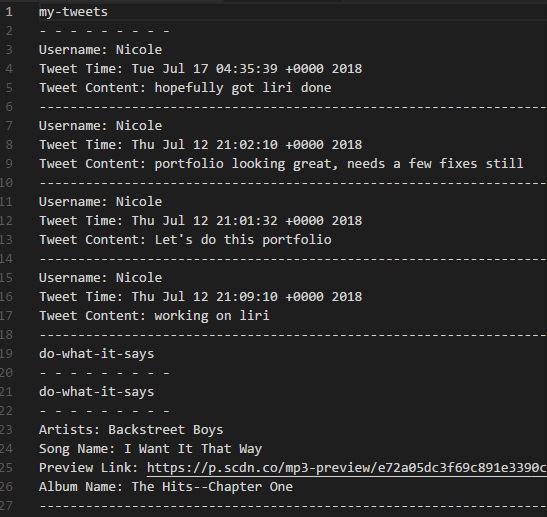 1 my-tweets
2 - - - - - - - - -
3 Username: Nicole
4 Tweet Time: Tue Jul 17 04:35:39 +0000 2018
5 Tweet Content: hopefully got liri done
6 ------------------------------------------------------------------
7 Username: Nicole
8 Tweet Time: Thu Jul 12 21:02:10 +0000 2018
9 Tweet Content: portfolio looking great, needs a few fixes still
10 ------------------------------------------------------------------
11 Username: Nicole
12 Tweet Time: Thu Jul 12 21:01:32 +0000 2018
13 Tweet Content: Let's do this portfolio
14 ------------------------------------------------------------------
15 Username: Nicole
16 Tweet Time: Thu Jul 12 21:09:10 +0000 2018
17 Tweet Content: working on liri
18 ------------------------------------------------------------------
19 do-what-it-says
20 - - - - - - - - -
21 do-what-it-says
22 - - - - - - - - -
23 Artists: Backstreet Boys
24 Song Name: I Want It That Way
25 Preview Link: https://p.scdn.co/mp3-preview/e72a05dc3f69c891e3390c
26 Album Name: The Hits--Chapter One
27 ------------------------------------------------------------------